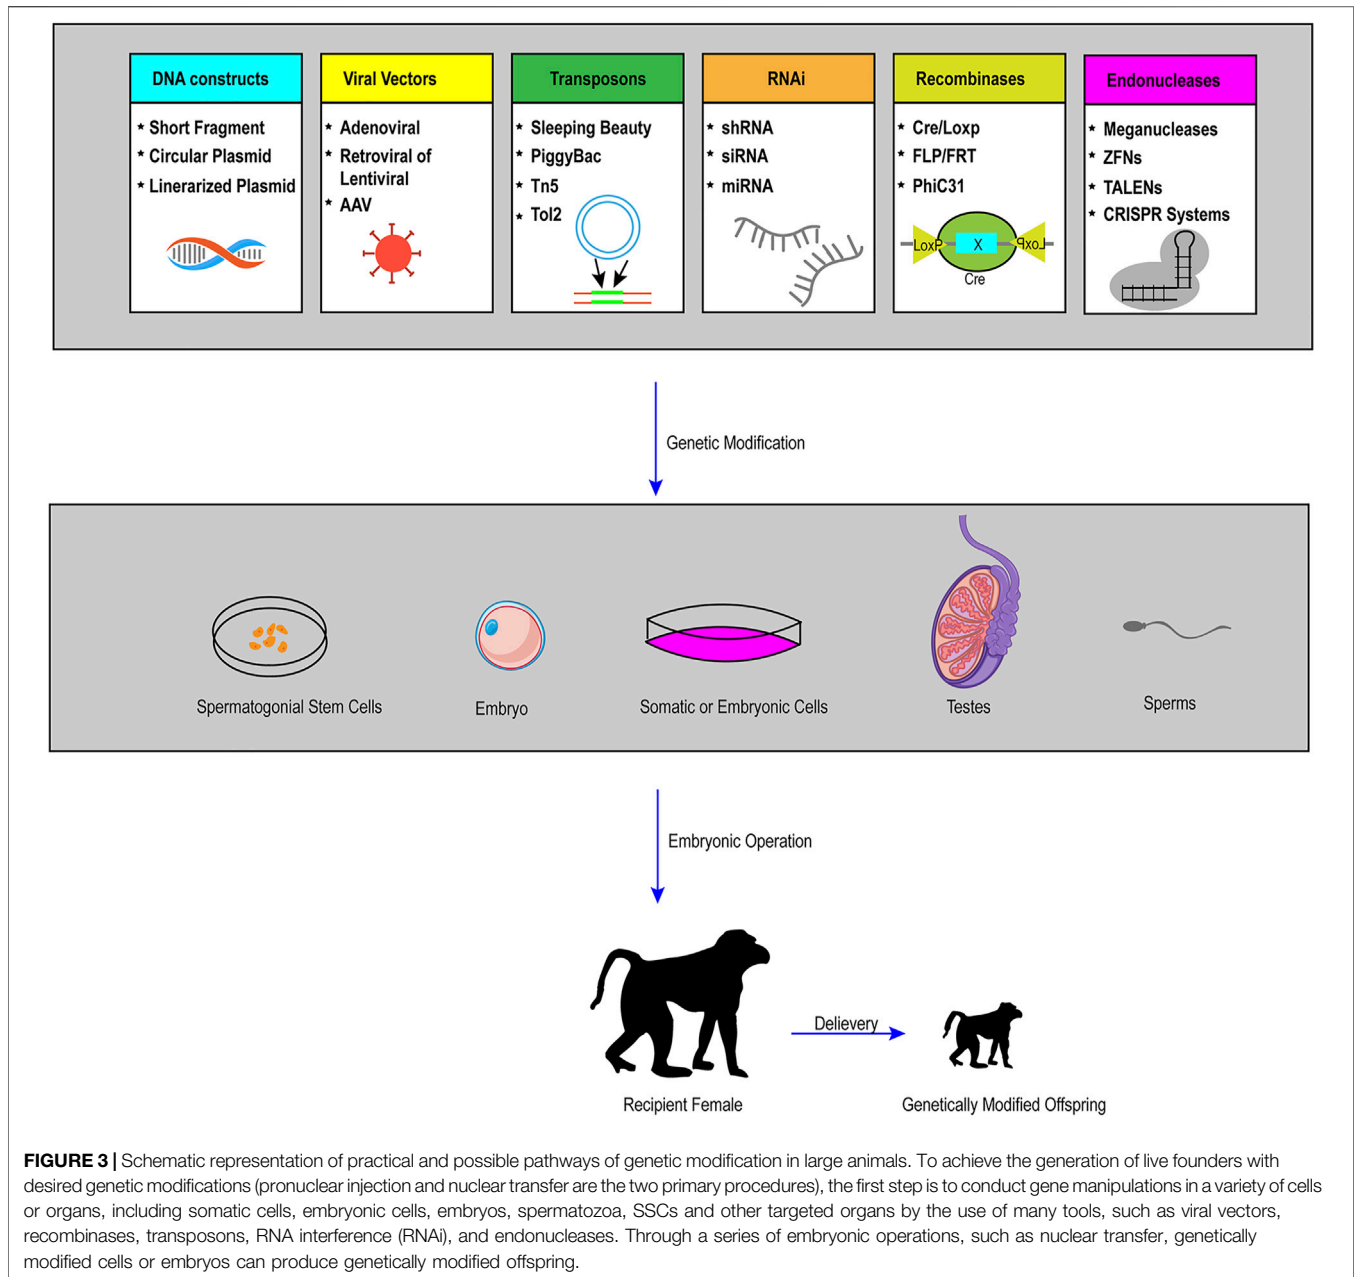 DNA constructs
★ Short Fragment
★ Circular Plasmid
★ Linerarized Plasmid
Viral Vectors
★ Adenoviral
★ Retroviral of
Lentiviral
★ AAV
Transposons
★ Sleeping Beauty
★ PiggyBac
★ Tn5
★ Tol2
RNAi
★ shRNA
★ siRNA
★ miRNA
Recombinases
★ Cre/Loxp
★ FLP/FRT
★ PhiC31
LoxP
X
LoxP
Cre
Endonucleases
★ Meganucleases
★ ZFNs
★ TALENs
★ CRISPR Systems
Genetic Modification
Spermatogonial Stem Cells
Embryo
Somatic or Embryonic Cells
Testes
Sperms
Embryonic Operation
Delievery
Recipient Female
Genetically Modified Offspring
FIGURE 3 | Schematic representation of practical and possible pathways of genetic modification in large animals. To achieve the generation of live founders with
desired genetic modifications (pronuclear injection and nuclear transfer are the two primary procedures), the first step is to conduct gene manipulations in a variety of cells
or organs, including somatic cells, embryonic cells, embryos, spermatozoa, SSCs and other targeted organs by the use of many tools, such as viral vectors,
recombinases, transposons, RNA interference (RNAi), and endonucleases. Through a series of embryonic operations, such as nuclear transfer, genetically
modified cells or embryos can produce genetically modified offspring.